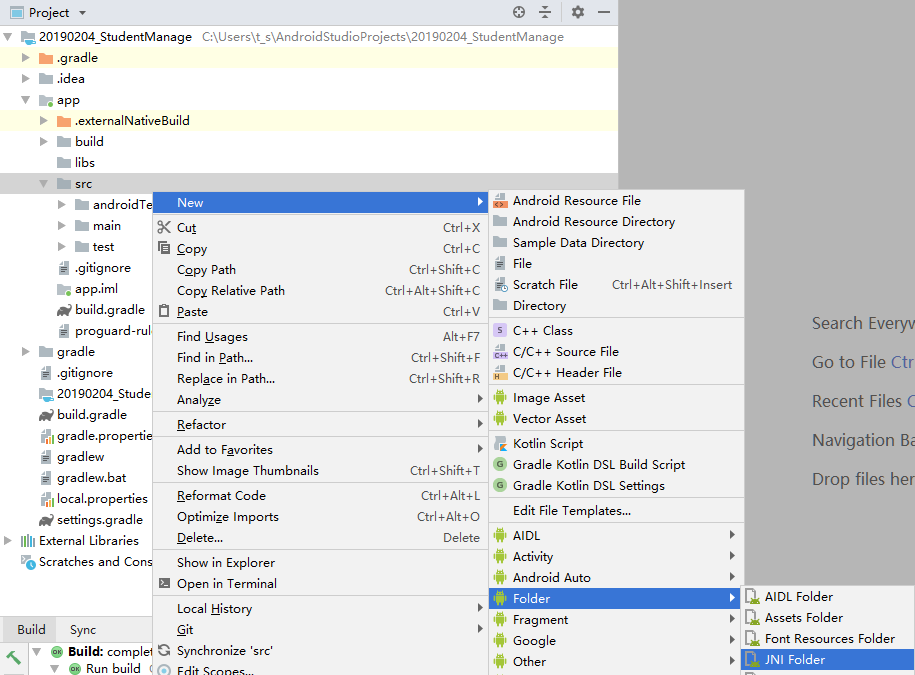 Project
20190204_StudentManage C:\Users\t_s\AndroidStudioProjects\20190204_StudentManage
.gradle
.idea
app
.externalNativeBuild
build
libs
src
androidTe
main
test
.gitignore
app.iml
build.gradle
proguard-rul
gradle
.gitignore
20190204_Stude
build.gradle
gradle.propertie
gradlew
gradlew.bat
local.properties
settings.gradle
External Libraries
Scratches and Cons
New
Cut Ctrl+X
Copy Ctrl+C
Copy Path Ctrl+Shift+C
Copy Relative Path Ctrl+Alt+Shift+C
Paste Ctrl+V
Find Usages Alt+F7
Find in Path... Ctrl+Shift+F
Replace in Path... Ctrl+Shift+R
Analyze
Refactor
Add to Favorites
Show Image Thumbnails Ctrl+Shift+T
Reformat Code Ctrl+Alt+L
Optimize Imports Ctrl+Alt+O
Delete... Delete
Show in Explorer
Open in Terminal
Local History
Git
Synchronize 'src'
Edit Scopes...
Android Resource File
Android Resource Directory
Sample Data Directory
File
Scratch File Ctrl+Alt+Shift+Insert
Directory
C++ Class
C/C++ Source File
C/C++ Header File
Image Asset
Vector Asset
Kotlin Script
Gradle Kotlin DSL Build Script
Gradle Kotlin DSL Settings
Edit File Templates...
AIDL
Activity
Android Auto
Folder
Fragment
Google
Other
AIDL Folder
Assets Folder
Font Resources Folder
JNI Folder
Search Everyw
Go to File Ctr
Recent Files C
Navigation Ba
Drop files her
Build Sync
Build: complet
Run build